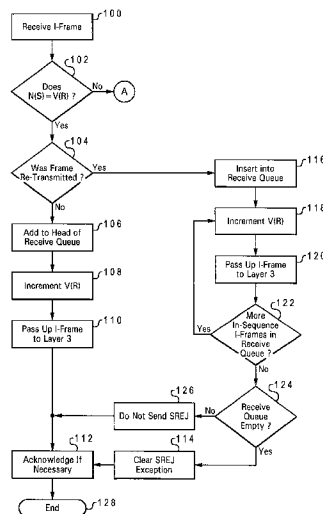 100
Receive I-Frame
102
Does
N(S)=V(R) ?
No
A
Yes
104
Was Frame
Re-Transmitted ?
Yes
No
116
Insert into
Receive Queue
106
Add to Head of
Receive Queue
118
Increment V(R)
108
Increment V(R)
120
Pass Up I-Frame
to Layer 3
110
Pass Up I-Frame
to Layer 3
122
More
In-Sequence
I-Frames in
Receive
Queue ?
Yes
No
126
Do Not Send SREJ
No
124
Receive
Queue
Empty ?
Yes
112
Acknowledge If
Necessary
114
Clear SREJ
Exception
End
128